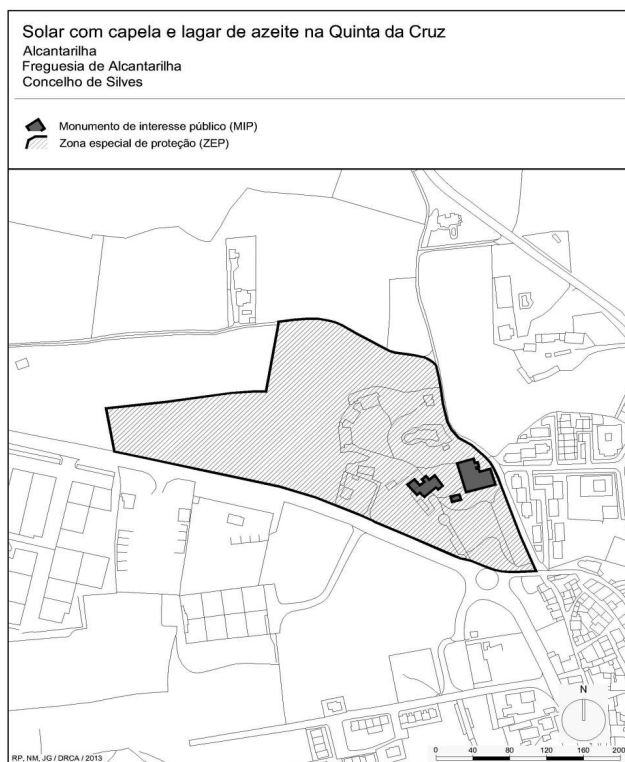 Solar com capela e lagar de azeite na Quinta da Cruz
Alcantarilha
Freguesia de Alcantarilha
Concelho de Silves
Monumento de interesse público (MIP)
Zona especial de proteção (ZEP)
N
RP, NM, JG / DRCA / 2013
0 40 80 120 160 200